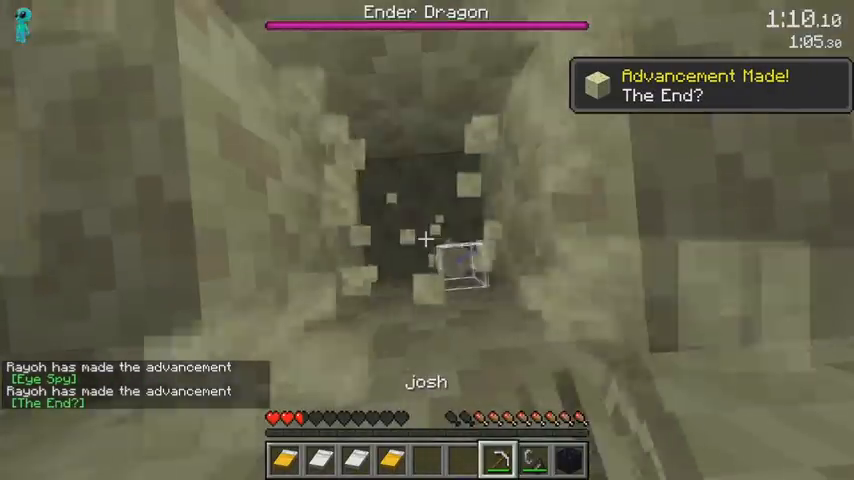 Ender Dragon
1:10.10
1:05.30
Advancement Made!
The End?
Rayoh has made the advancement
[Eye Spy]
Rayoh has made the advancement
[The End?]
josh